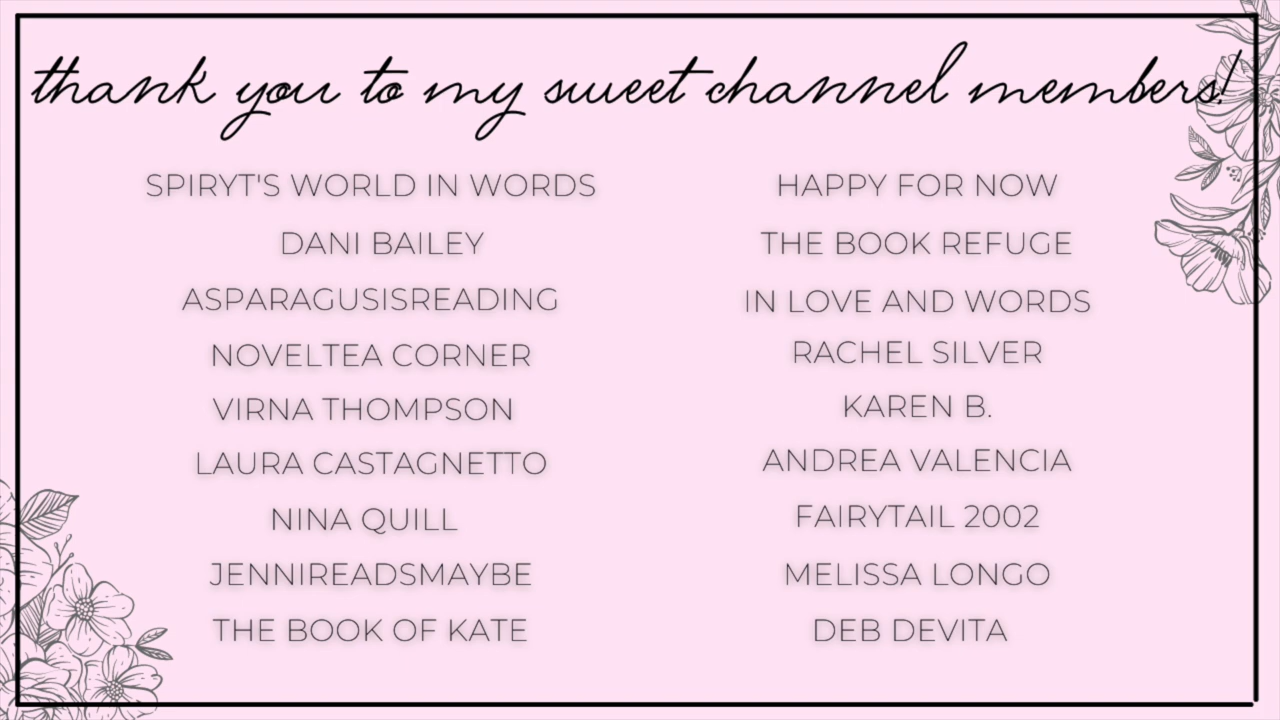 thank you to my sweet channel members!
SPIRYT'S WORLD IN WORDS
DANI BAILEY
ASPARAGUSISREADING
NOVELTEA CORNER
VIRNA THOMPSON
LAURA CASTAGNETTO
NINA QUILL
JENNIREADSMAYBE
THE BOOK OF KATE
HAPPY FOR NOW
THE BOOK REFUGE
IN LOVE AND WORDS
RACHEL SILVER
KAREN B.
ANDREA VALENCIA
FAIRYTAIL 2002
MELISSA LONGO
DEB DEVITA